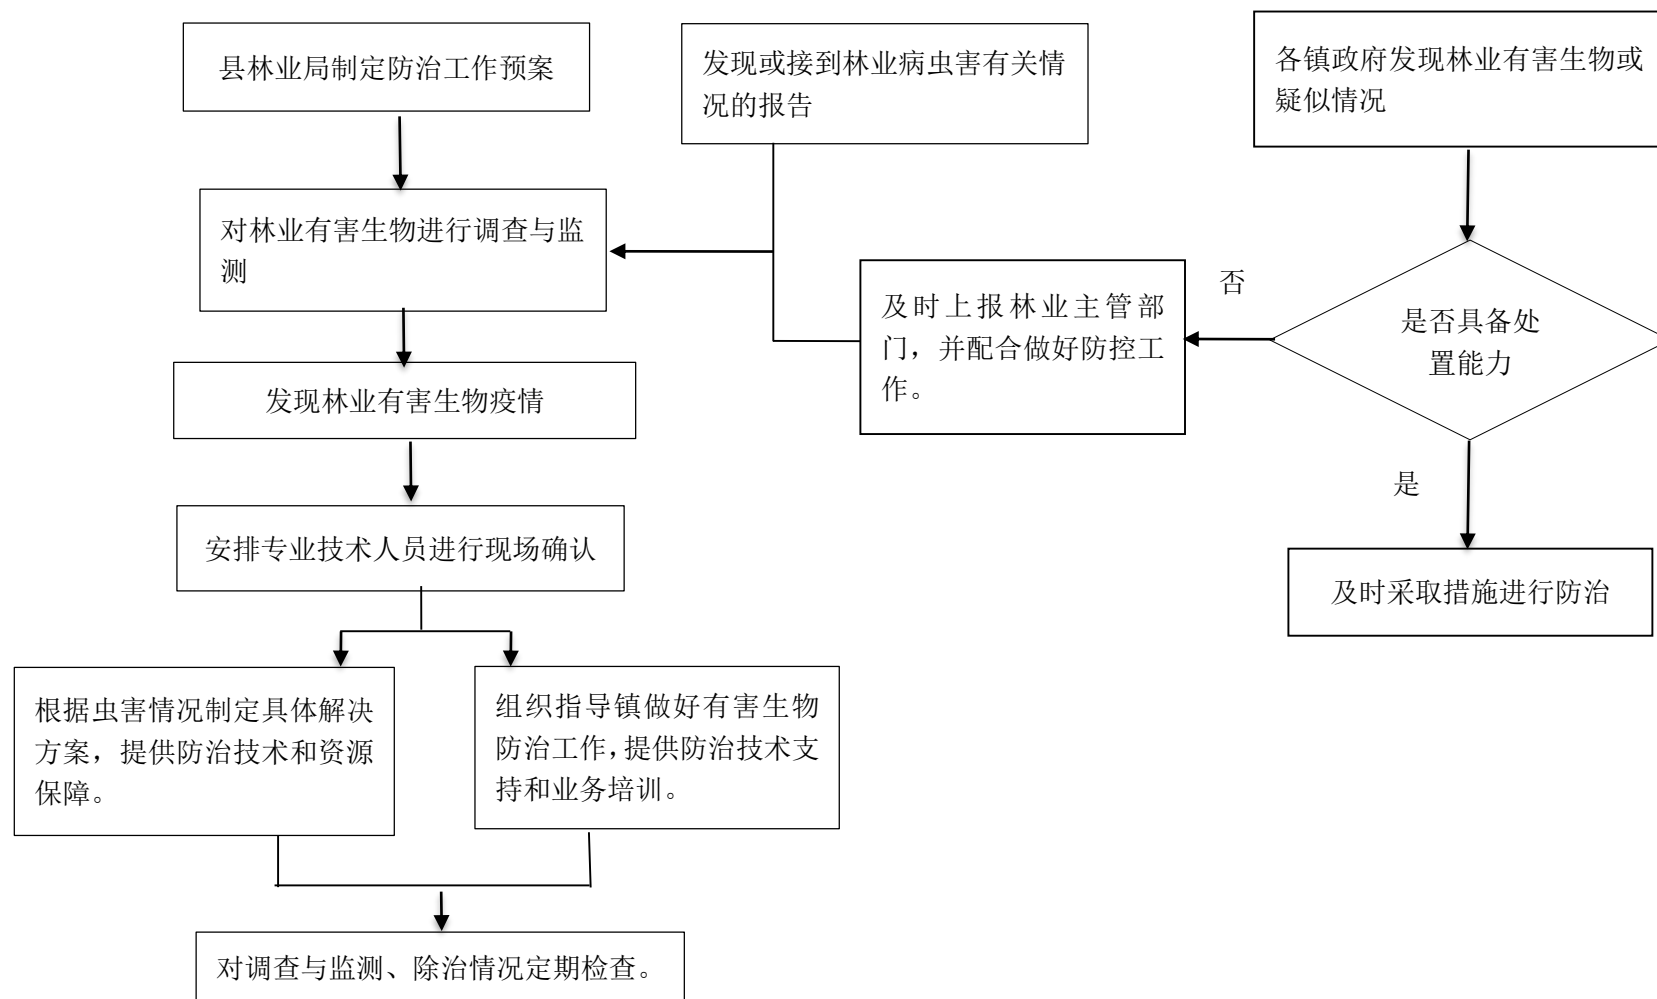 县林业局制定防治工作预案
发现或接到林业病虫害有关情
况的报告
各镇政府发现林业有害生物或
疑似情况
对林业有害生物进行调查与监
测
否
及时上报林业主管部
门，并配合做好防控工
作。
是否具备处
置能力
发现林业有害生物疫情
是
安排专业技术人员进行现场确认
及时采取措施进行防治
根据虫害情况制定具体解决
方案，提供防治技术和资源
保障。
组织指导镇做好有害生物
防治工作，提供防治技术支
持和业务培训。
对调查与监测、除治情况定期检查。